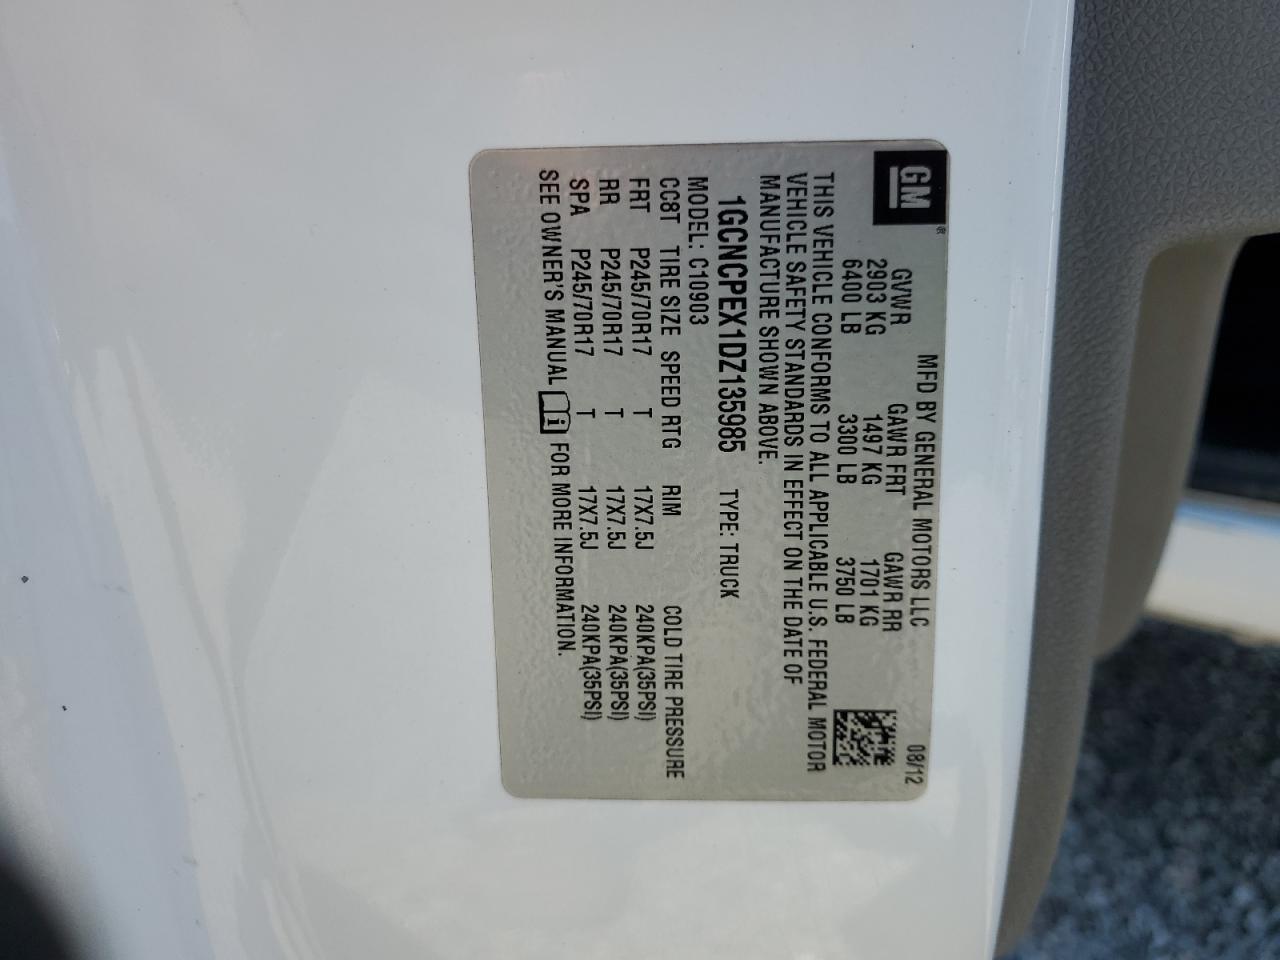 GM®
MFD BY GENERAL MOTORS LLC 08/12
GVWR GAWR FRT GAWR RR
2903 KG 1497 KG 1701 KG
6400 LB 3300 LB 3750 LB
THIS VEHICLE CONFORMS TO ALL APPLICABLE U.S. FEDERAL MOTOR
VEHICLE SAFETY STANDARDS IN EFFECT ON THE DATE OF
MANUFACTURE SHOWN ABOVE.
1GCNCPEX1DZ135985 TYPE: TRUCK
MODEL: C10903
CC8T TIRE SIZE SPEED RTG RIM COLD TIRE PRESSURE
FRT P245/70R17 T 17X7.5J 240KPA(35PSI)
RR P245/70R17 T 17X7.5J 240KPA(35PSI)
SPA P245/70R17 T 17X7.5J 240KPA(35PSI)
SEE OWNER'S MANUAL i FOR MORE INFORMATION.